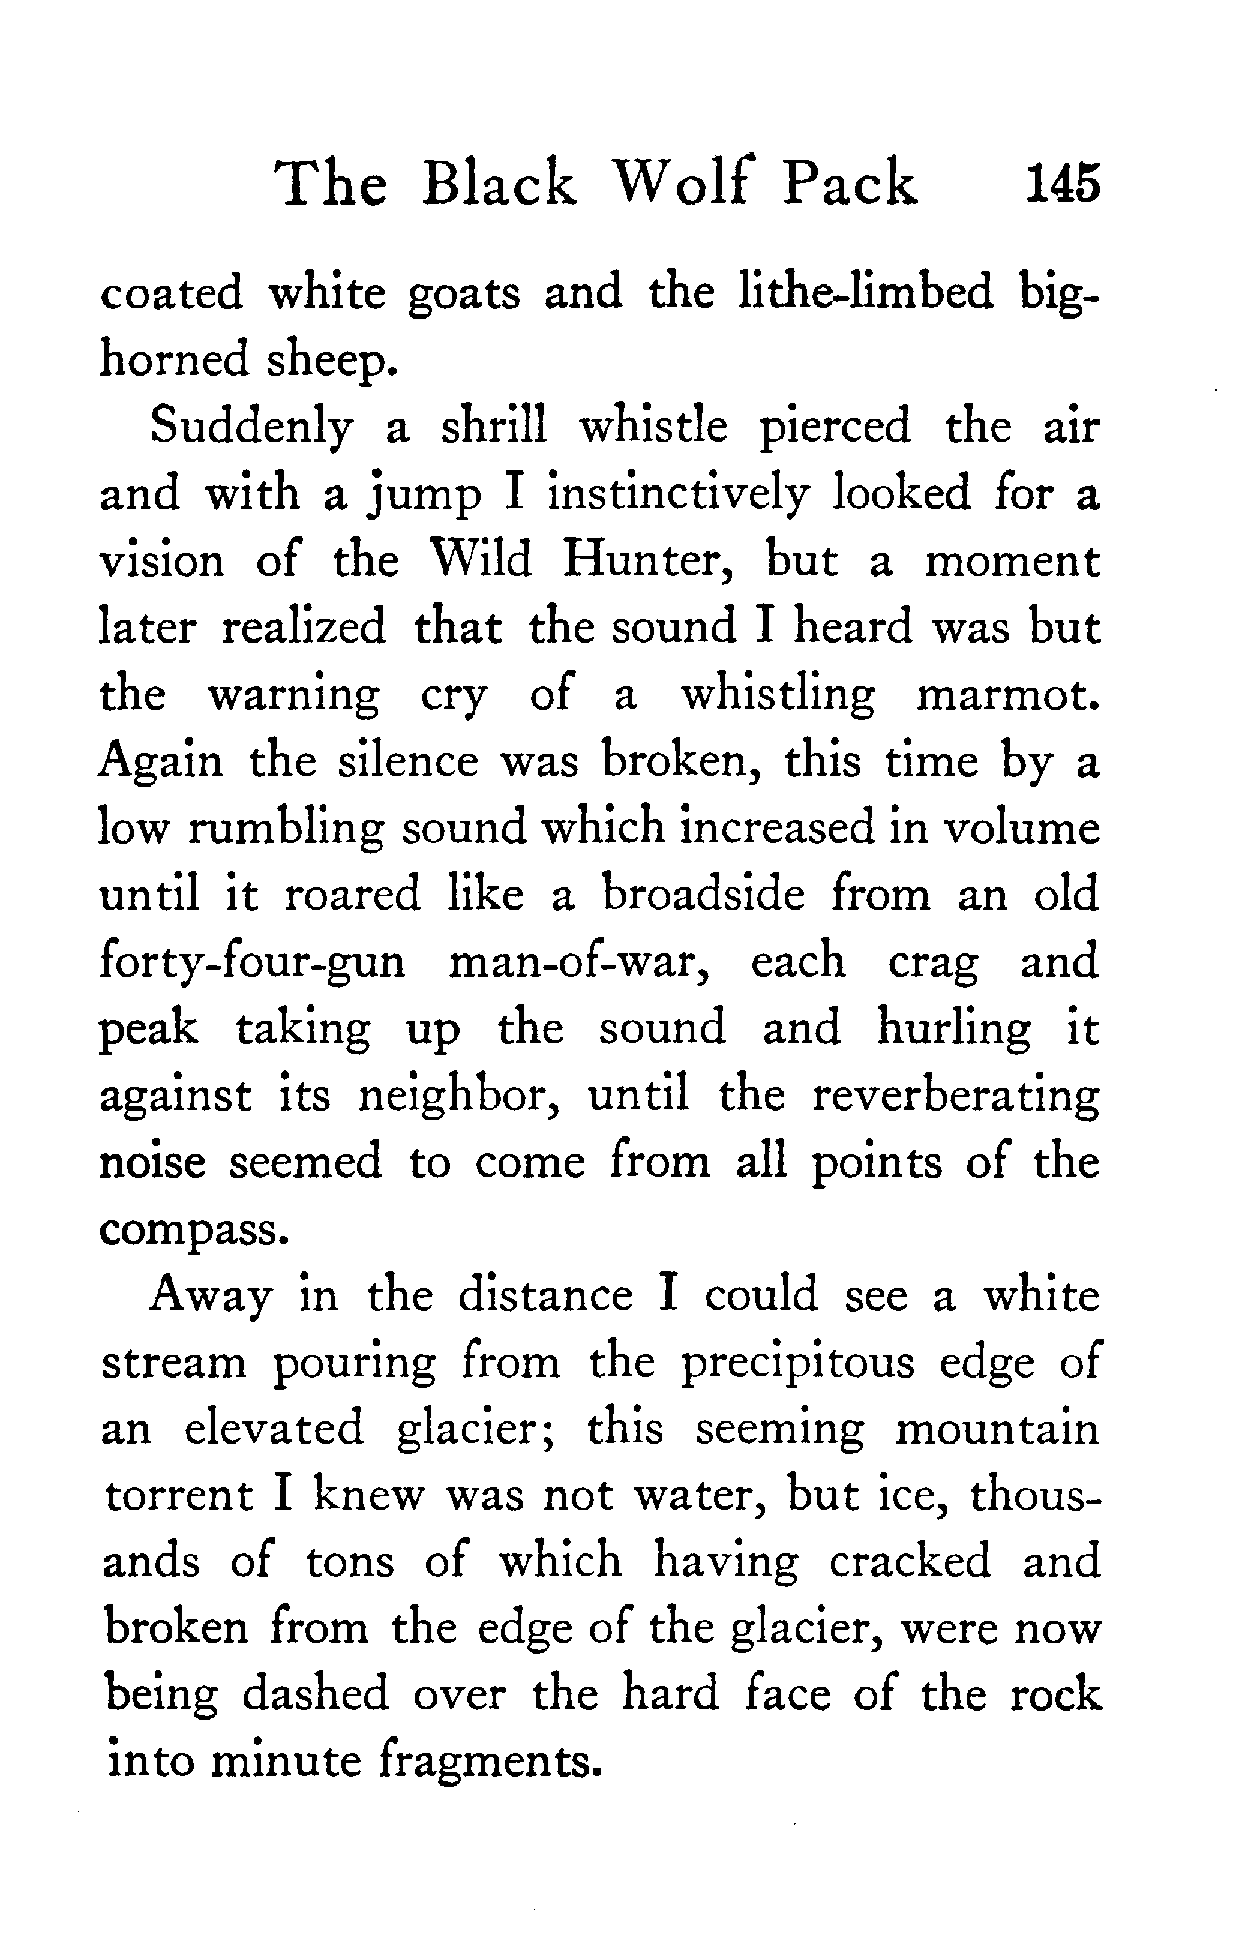 The Black Wolf Pack 145
coated white goats and the lithe-limbed big-
horned sheep.
Suddenly a shrill whistle pierced the air
and with a jump I instinctively looked for a
vision of the Wild Hunter, but a moment
later realized that the sound I heard was but
the warning cry of a whistling marmot.
Again the silence was broken, this time by a
low rumbling sound which increased in volume
until it roared like a broadside from an old
forty-four-gun man-of-war, each crag and
peak taking up the sound and hurling it
against its neighbor, until the reverberating
noise seemed to come from all points of the
compass.
Away in the distance I could see a white
stream pouring from the precipitous edge of
an elevated glacier; this seeming mountain
torrent I knew was not water, but ice, thous-
ands of tons of which having cracked and
broken from the edge of the glacier, were now
being dashed over the hard face of the rock
into minute fragments.